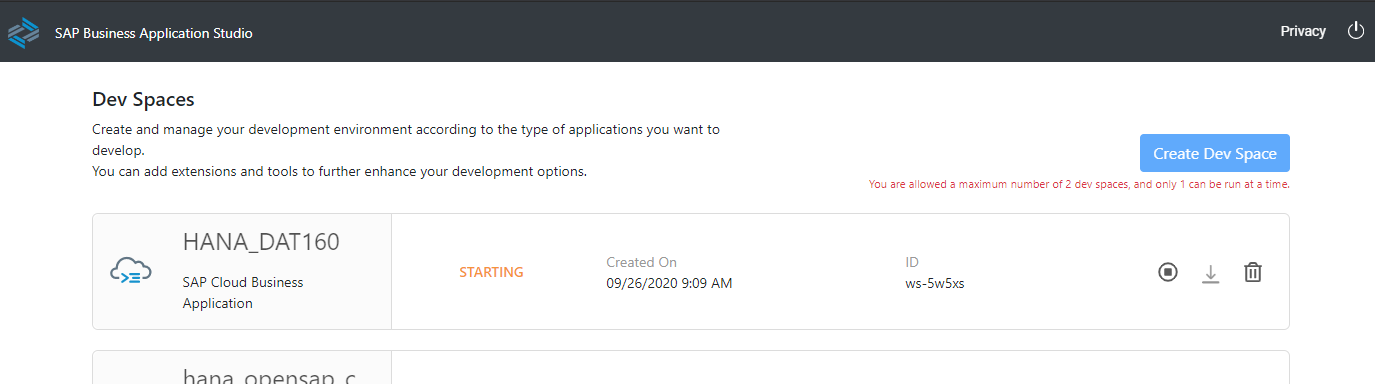 SAP Business Application Studio
Privacy
Dev Spaces
Create and manage your development environment according to the type of applications you want to
develop.
You can add extensions and tools to further enhance your development options.
Create Dev Space
You are allowed a maximum number of 2 dev spaces, and only 1 can be run at a time.
HANA_DAT160
SAP Cloud Business
Application
STARTING
Created On
09/26/2020 9:09 AM
ID
ws-5w5xs
hana_opensap_c